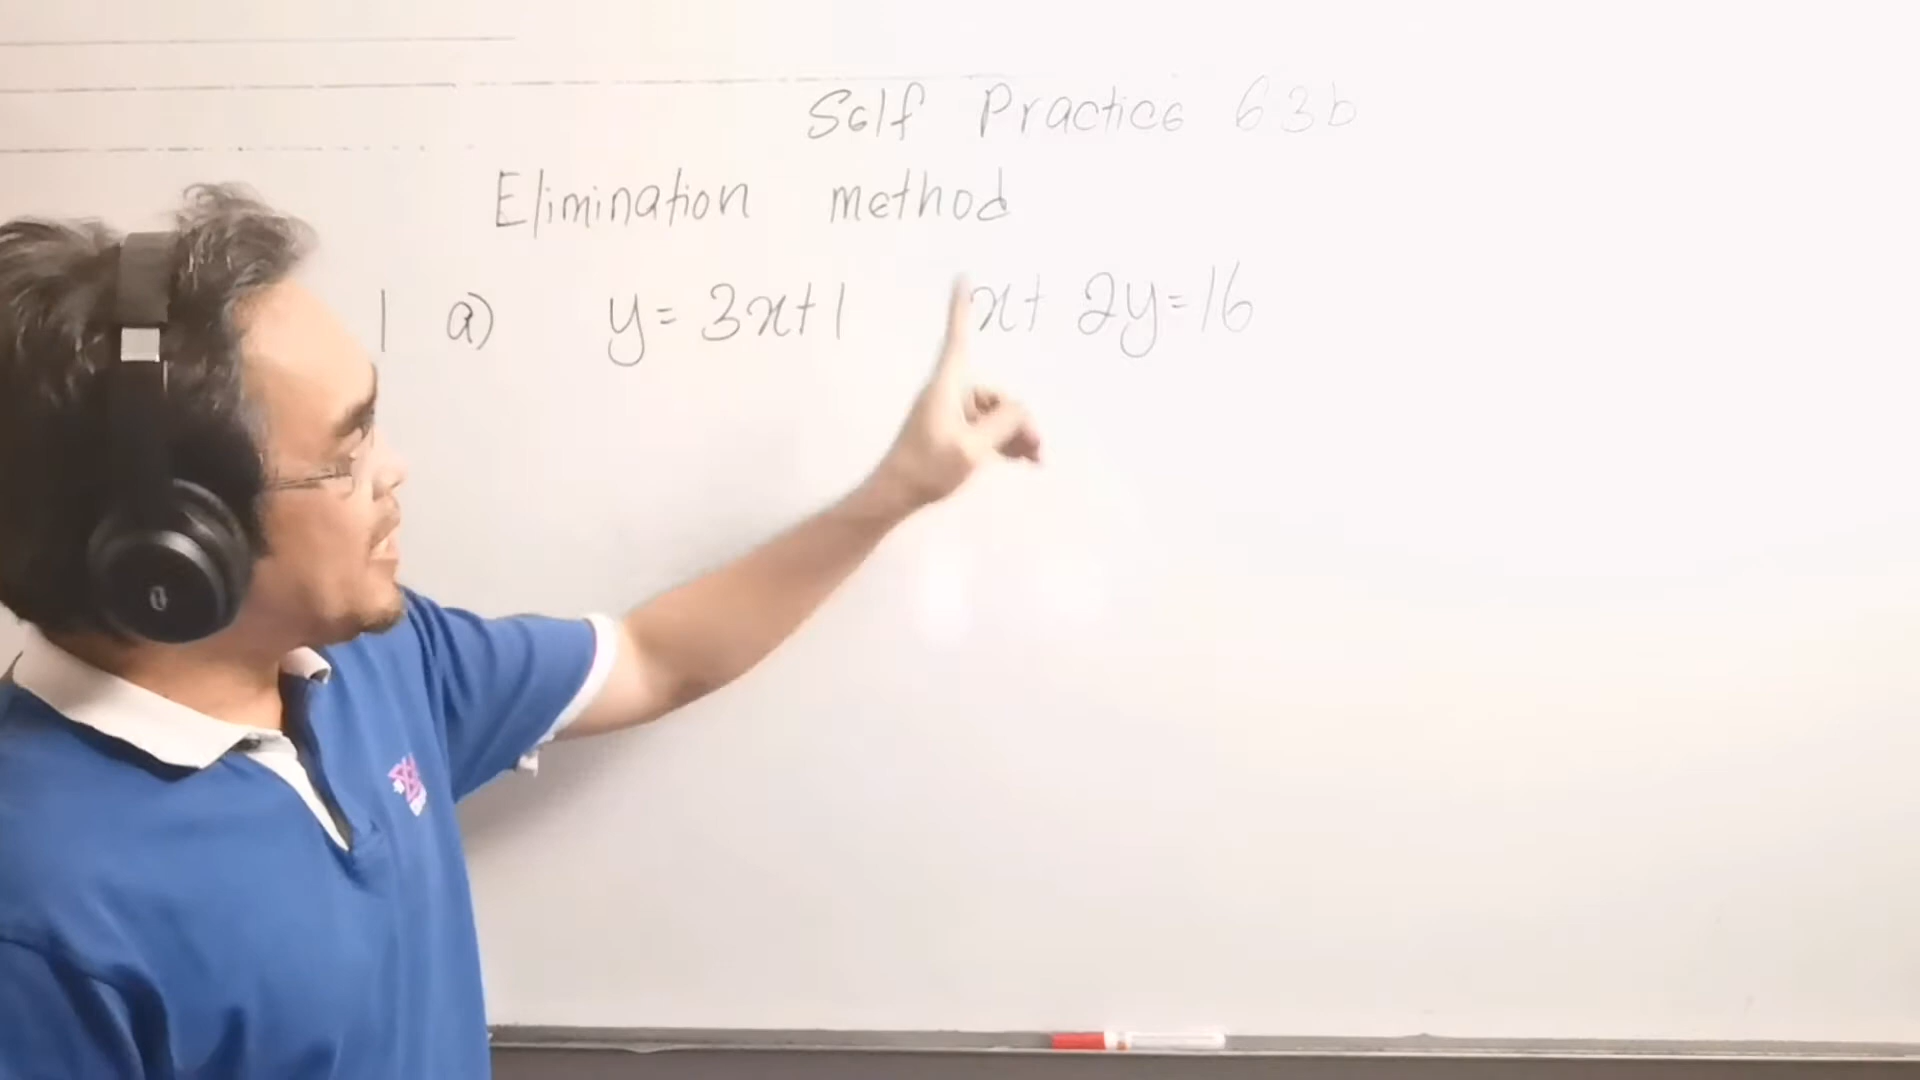 Self Practice 6.3b
Elimination method
1 a) y = 3x+1 x+ 2y=16